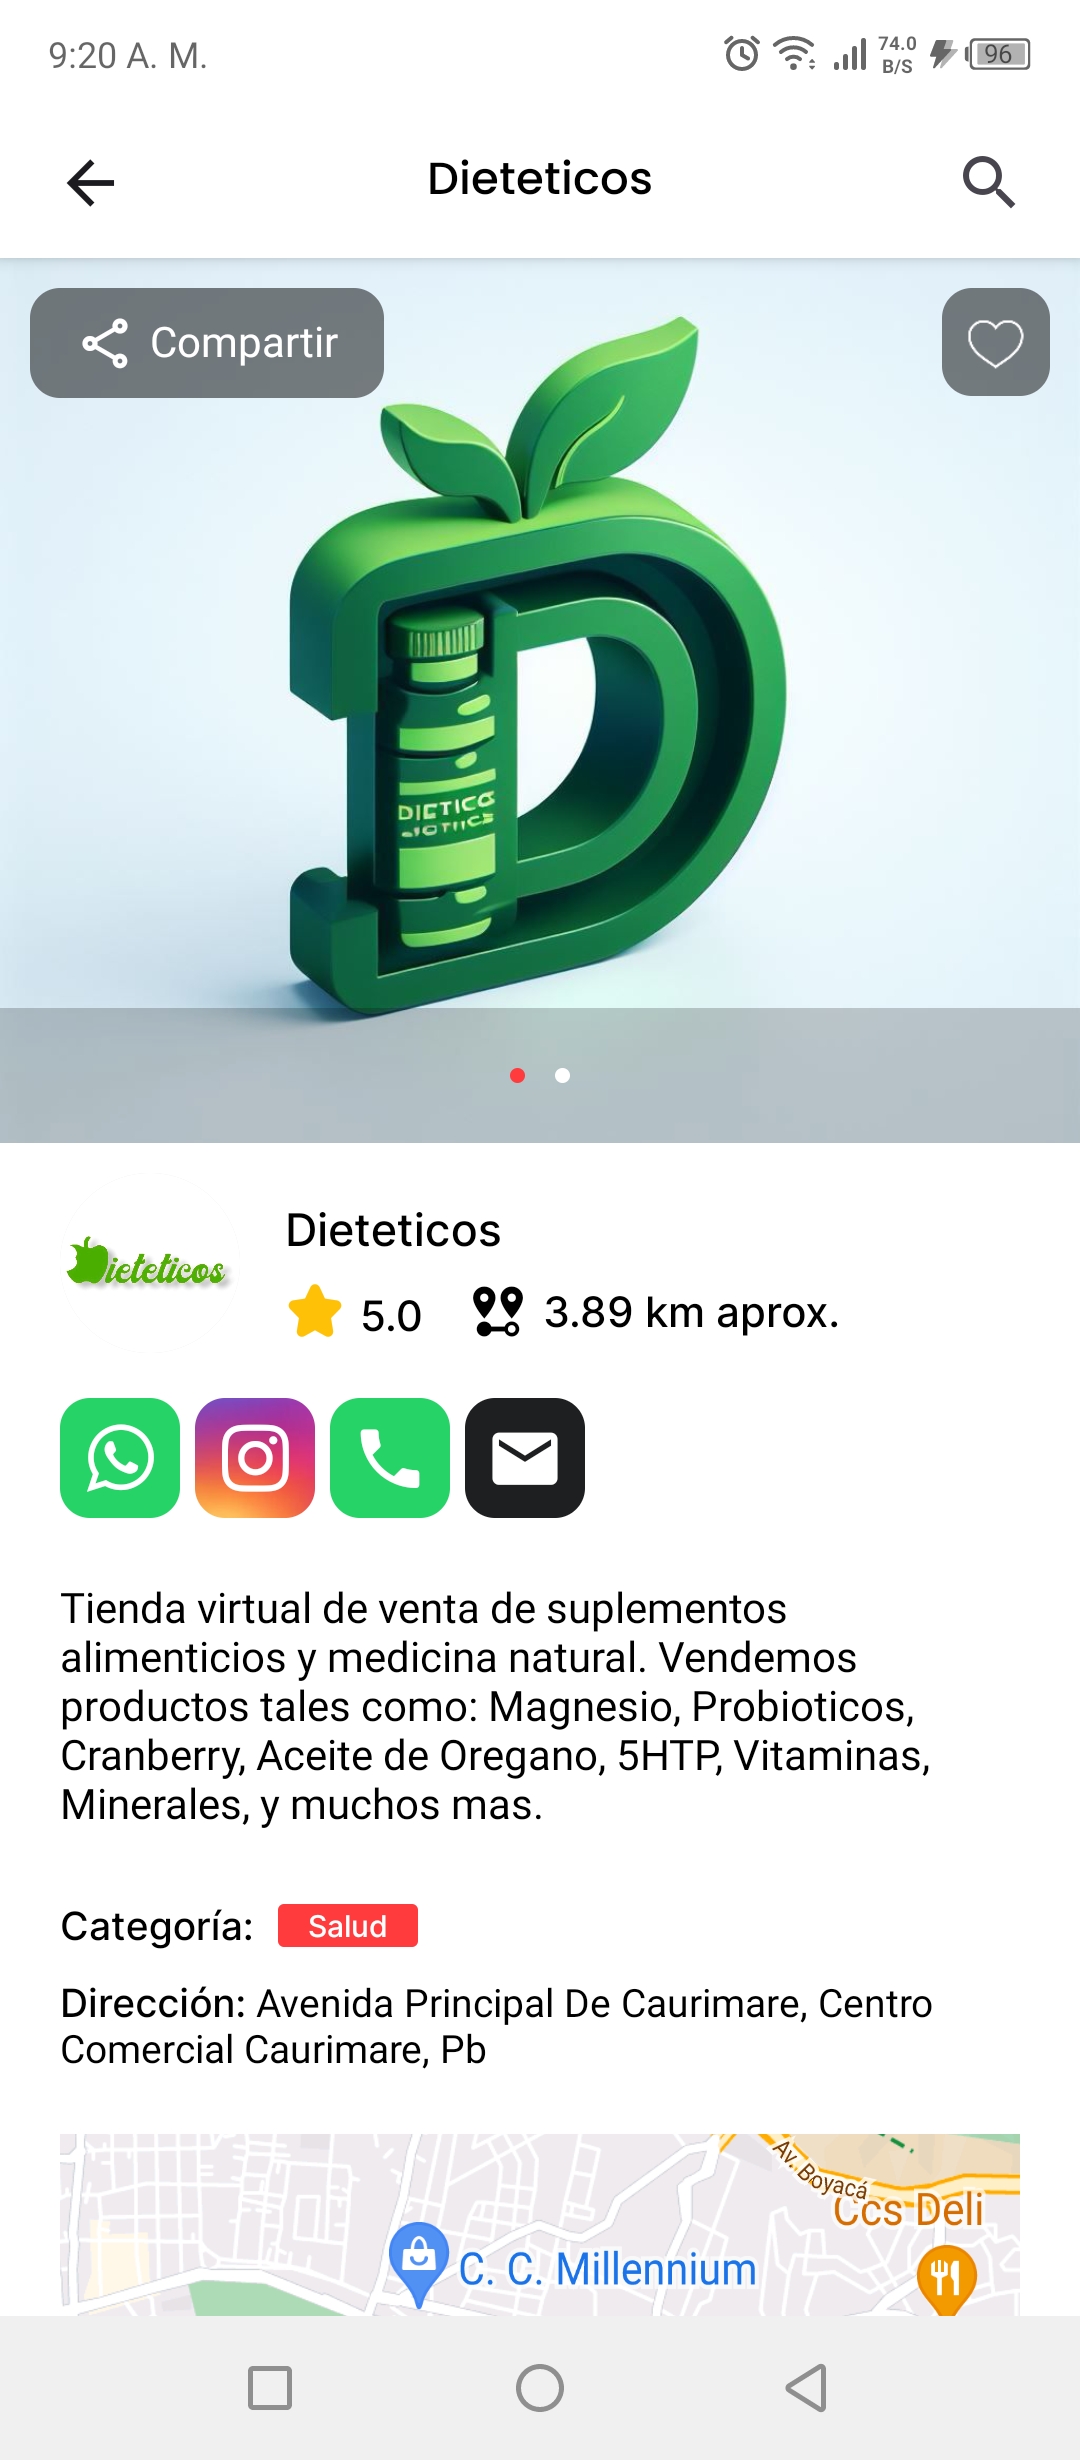 9:20 A. M.
74.0
B/S
96
Dieteticos
Compartir
DIETICO
Dieteticos
ieteticos
5.0
3.89 km aprox.
Tienda virtual de venta de suplementos
alimenticios y medicina natural. Vendemos
productos tales como: Magnesio, Probioticos,
Cranberry, Aceite de Oregano, 5HTP, Vitaminas,
Minerales, y muchos mas.
Categoría: Salud
Dirección: Avenida Principal De Caurimare, Centro
Comercial Caurimare, Pb
Av. Boyacá
Ccs Deli
C. C. Millennium